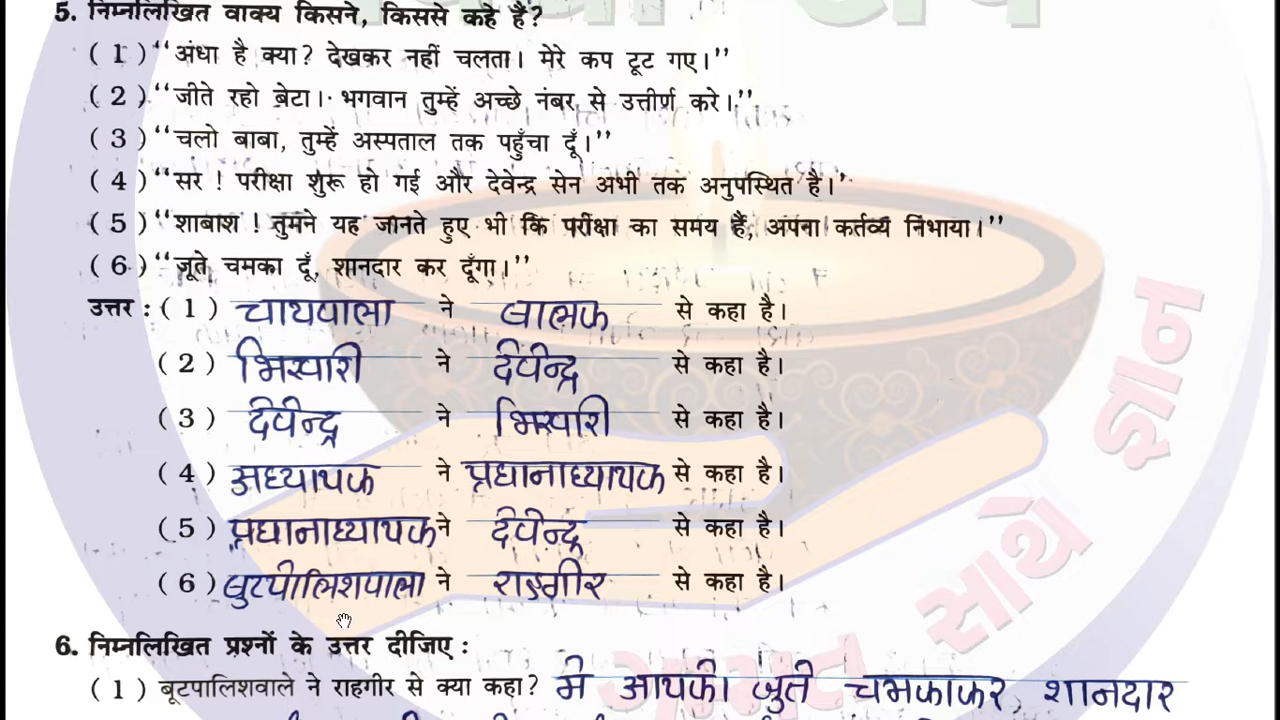 5. निम्नलिखित वाक्य किसने, किससे कहे हैं?
( 1 ) “अंधा है क्या? देखकर नहीं चलता। मेरे कप टूट गए।”
( 2 ) “जीते रहो बेटा। भगवान तुम्हें अच्छे नंबर से उत्तीर्ण करे।”
( 3 ) “चलो बाबा, तुम्हें अस्पताल तक पहुँचा दूँ।”
( 4 ) “सर ! परीक्षा शुरू हो गई और देवेन्द्र सेन अभी तक अनुपस्थित है।”
( 5 ) “शाबाश ! तुमने यह जानते हुए भी कि परीक्षा का समय है, अपना कर्तव्य निभाया।”
( 6 ) “जूते चमका दूँ, शानदार कर दूँगा।”
उत्तर : ( 1 ) चायवाला ने बालक से कहा है।
( 2 ) भिखारी ने देवेन्द्र से कहा है।
( 3 ) देवेन्द्र ने भिखारी से कहा है।
( 4 ) अध्यापक ने प्रधानाध्यापक से कहा है।
( 5 ) प्रधानाध्यापक ने देवेन्द्र से कहा है।
( 6 ) बुटपोलिशवाला ने राहगीर से कहा है।
6. निम्नलिखित प्रश्नों के उत्तर दीजिए :
( 1 ) बूटपालिशवाले ने राहगीर से क्या कहा? मे आपकी जुते चमकाकर, शानदार
જ્ઞાન
સાથે
ગમ્મત